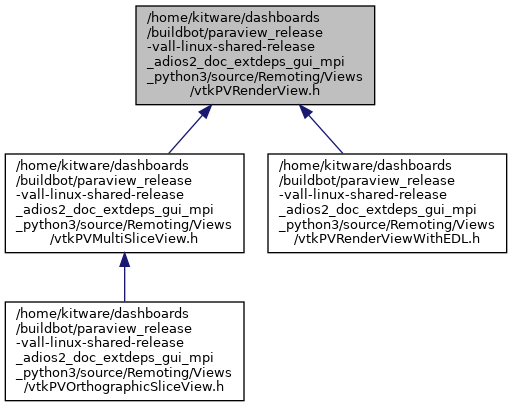 /home/kitware/dashboards
/buildbot/paraview_release
-vall-linux-shared-release
_adios2_doc_extdeps_gui_mpi
_python3/source/Remoting/Views
/vtkPVRenderView.h
/home/kitware/dashboards
/buildbot/paraview_release
-vall-linux-shared-release
_adios2_doc_extdeps_gui_mpi
_python3/source/Remoting/Views
/vtkPVMultiSliceView.h
/home/kitware/dashboards
/buildbot/paraview_release
-vall-linux-shared-release
_adios2_doc_extdeps_gui_mpi
_python3/source/Remoting/Views
/vtkPVRenderViewWithEDL.h
/home/kitware/dashboards
/buildbot/paraview_release
-vall-linux-shared-release
_adios2_doc_extdeps_gui_mpi
_python3/source/Remoting/Views
/vtkPVOrthographicSliceView.h